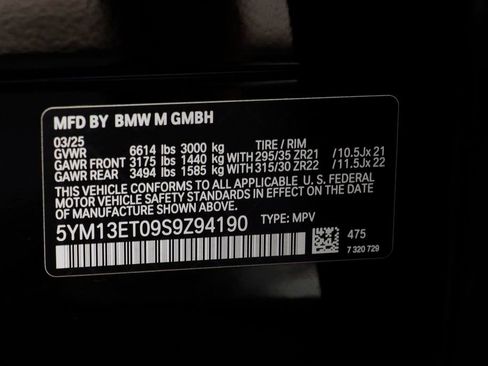 MFD BY BMW M GMBH
03/25
GVWR 6614 lbs 3000 kg TIRE / RIM
GAWR FRONT 3175 lbs 1440 kg WITH 295/35 ZR21 / 10.5Jx 21
GAWR REAR 3494 lbs 1585 kg WITH 315/30 ZR22 / 11.5Jx 22
THIS VEHICLE CONFORMS TO ALL APPLICABLE U. S. FEDERAL
MOTOR VEHICLE SAFETY STANDARDS IN EFFECT ON THE DATE
OF MANUFACTURE SHOWN ABOVE.
5YM13ET09S9Z94190 TYPE: MPV
475
7 320 729